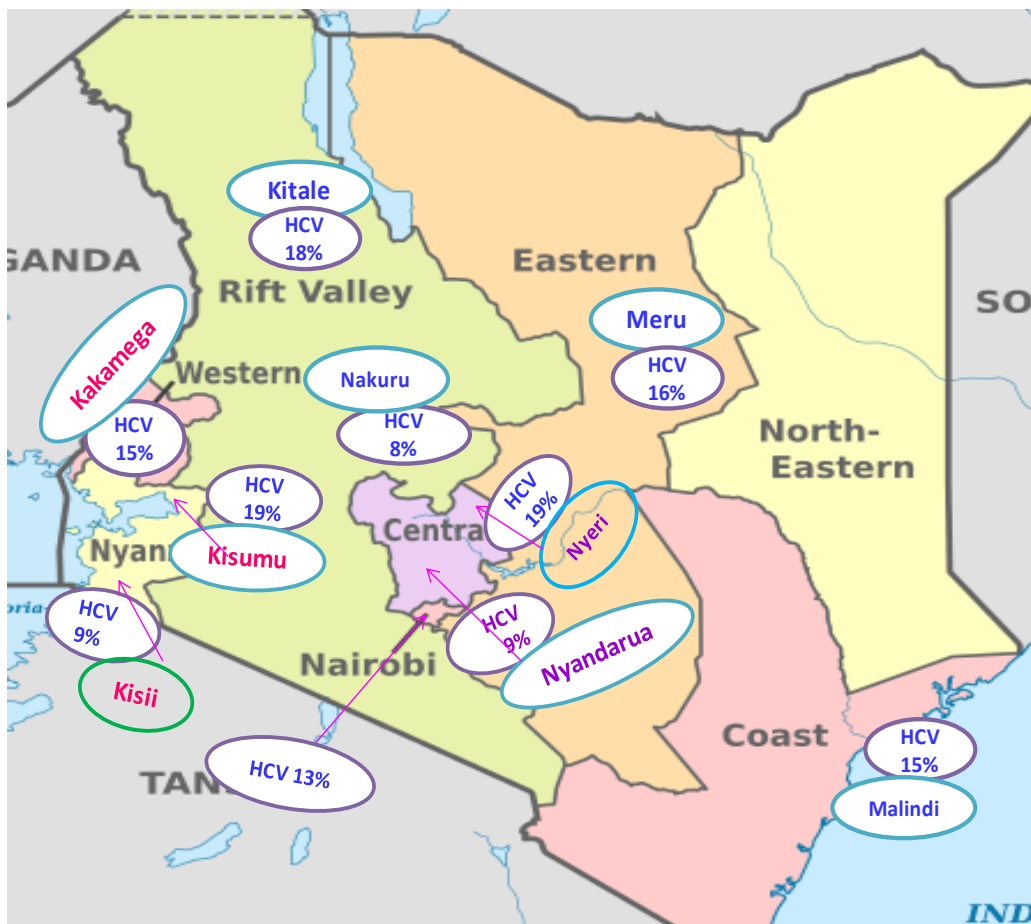 Kitale
HCV
18%
GANDA
Eastern
Rift Valley
SO
Meru
Kakamega
Western
Nakuru
HCV
16%
HCV
15%
HCV
8%
North-
Eastern
HCV
19%
HCV
19%
Centra
Nyeri
Nyan
Kisumu
oria
HCV
9%
HCV
9%
Nyandarua
Nairobi
Kisii
Coast
HCV
15%
HCV 13%
TAN
Malindi
IND